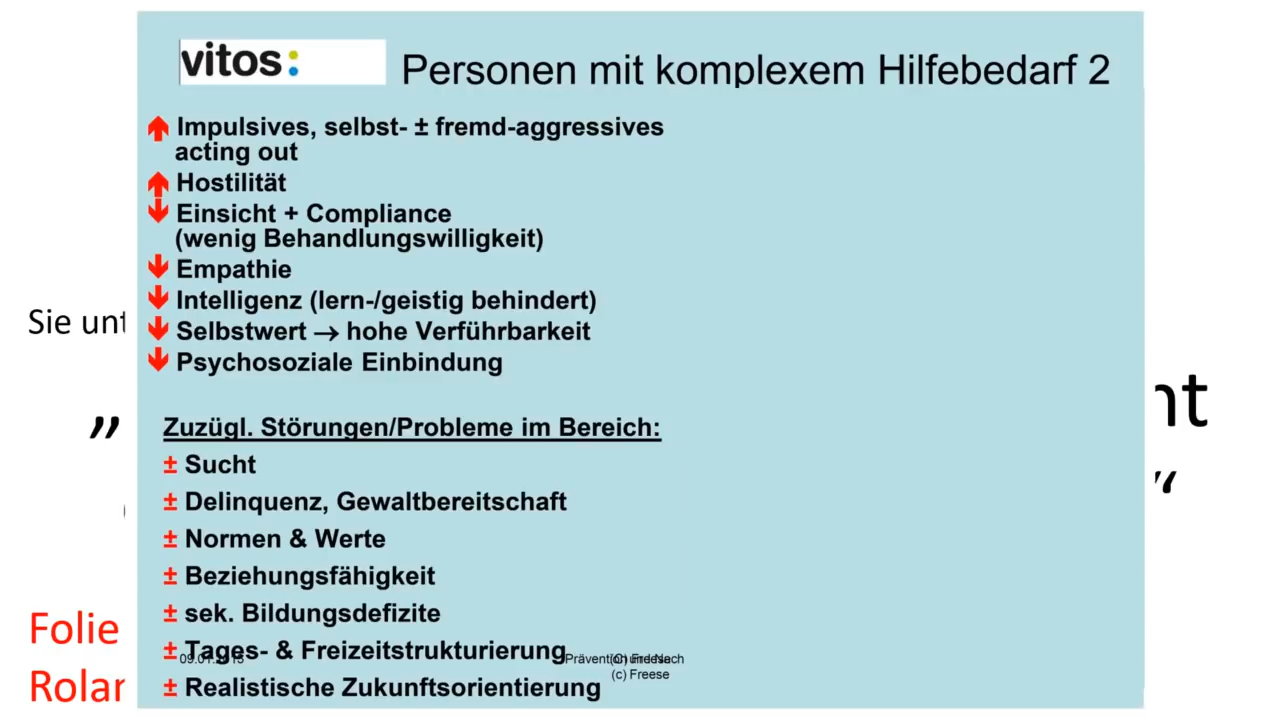 vitos:
Personen mit komplexem Hilfebedarf 2
Impulsives, selbst- ± fremd-aggressives
acting out
Hostilität
Einsicht + Compliance
(wenig Behandlungswilligkeit)
Empathie
Intelligenz (lern-/geistig behindert)
Sie unt
Selbstwert → hohe Verführbarkeit
Psychosoziale Einbindung
„
nt
Zuzügl. Störungen/Probleme im Bereich:
± Sucht
“
± Delinquenz, Gewaltbereitschaft
± Normen & Werte
± Beziehungsfähigkeit
± sek. Bildungsdefizite
Folie
± Tages- & Freizeitstrukturierung
(c) Freese
Rolan
± Realistische Zukunftsorientierung